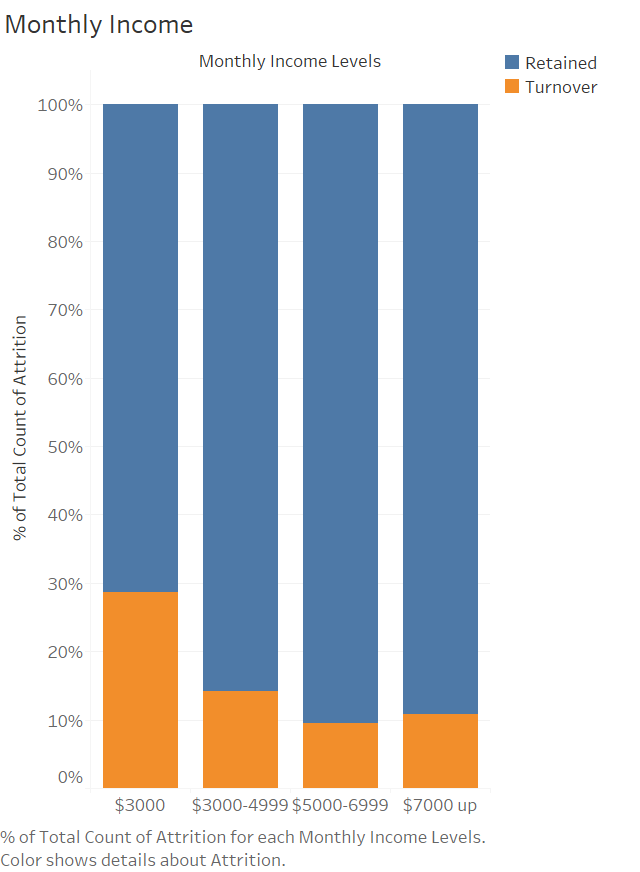 Monthly Income
Monthly Income Levels
Retained
Turnover
% of Total Count of Attrition
100%
90%
80%
70%
60%
50%
40%
30%
20%
10%
0%
$3000
$3000-4999
$5000-6999
$7000 up
% of Total Count of Attrition for each Monthly Income Levels.
Color shows details about Attrition.